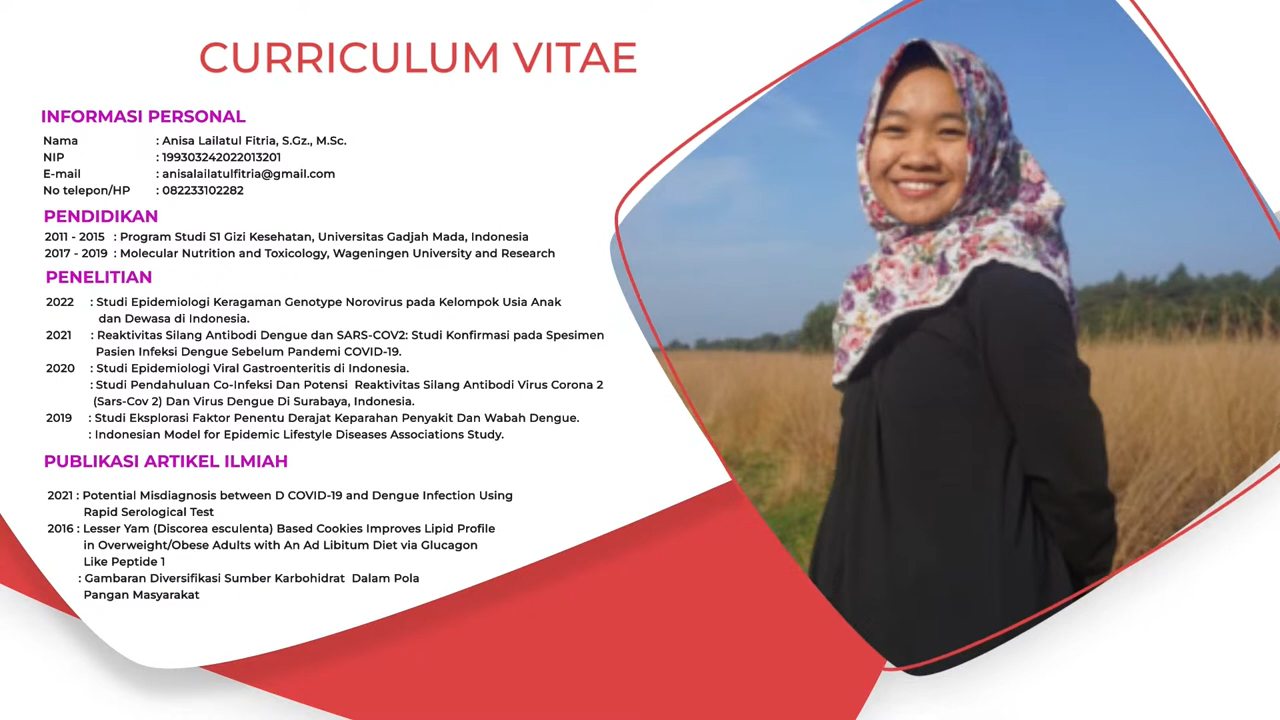 CURRICULUM VITAE
INFORMASI PERSONAL
Nama : Anisa Lailatul Fitria, S.Gz., M.Sc.
NIP : 199303242022013201
E-mail : anisalailatulfitria@gmail.com
No telepon/HP : 082233102282
PENDIDIKAN
2011 - 2015 : Program Studi S1 Gizi Kesehatan, Universitas Gadjah Mada, Indonesia
2017 - 2019 : Molecular Nutrition and Toxicology, Wageningen University and Research
PENELITIAN
2022 : Studi Epidemiologi Keragaman Genotype Norovirus pada Kelompok Usia Anak
dan Dewasa di Indonesia.
2021 : Reaktivitas Silang Antibodi Dengue dan SARS-COV2: Studi Konfirmasi pada Spesimen
Pasien Infeksi Dengue Sebelum Pandemi COVID-19.
2020 : Studi Epidemiologi Viral Gastroenteritis di Indonesia.
: Studi Pendahuluan Co-Infeksi Dan Potensi Reaktivitas Silang Antibodi Virus Corona 2
(Sars-Cov 2) Dan Virus Dengue Di Surabaya, Indonesia.
2019 : Studi Eksplorasi Faktor Penentu Derajat Keparahan Penyakit Dan Wabah Dengue.
: Indonesian Model for Epidemic Lifestyle Diseases Associations Study.
PUBLIKASI ARTIKEL ILMIAH
2021 : Potential Misdiagnosis between D COVID-19 and Dengue Infection Using
Rapid Serological Test
2016 : Lesser Yam (Discorea esculenta) Based Cookies Improves Lipid Profile
in Overweight/Obese Adults with An Ad Libitum Diet via Glucagon
Like Peptide 1
: Gambaran Diversifikasi Sumber Karbohidrat Dalam Pola
Pangan Masyarakat